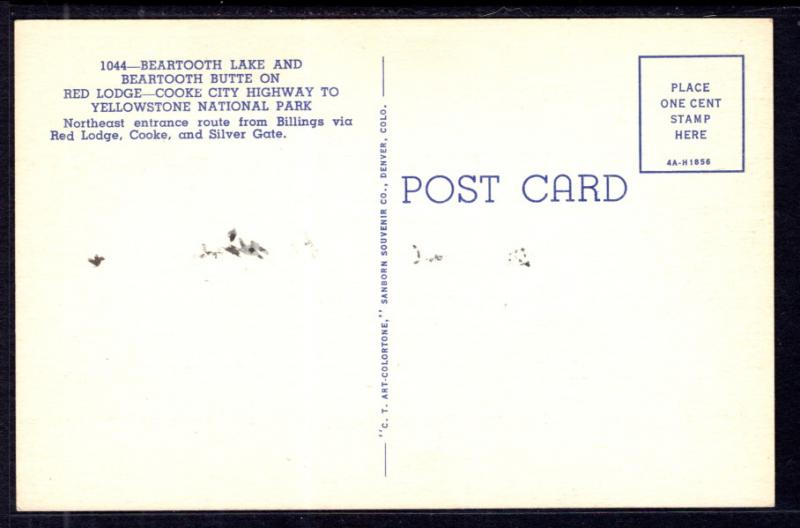 1044—BEARTOOTH LAKE AND
BEARTOOTH BUTTE ON
RED LODGE—COOKE CITY HIGHWAY TO
YELLOWSTONE NATIONAL PARK
Northeast entrance route from Billings via
Red Lodge, Cooke, and Silver Gate.
"C. T. ART-COLORTONE," SANBORN SOUVENIR CO., DENVER, COLO.
POST CARD
PLACE
ONE CENT
STAMP
HERE
4A-H1856